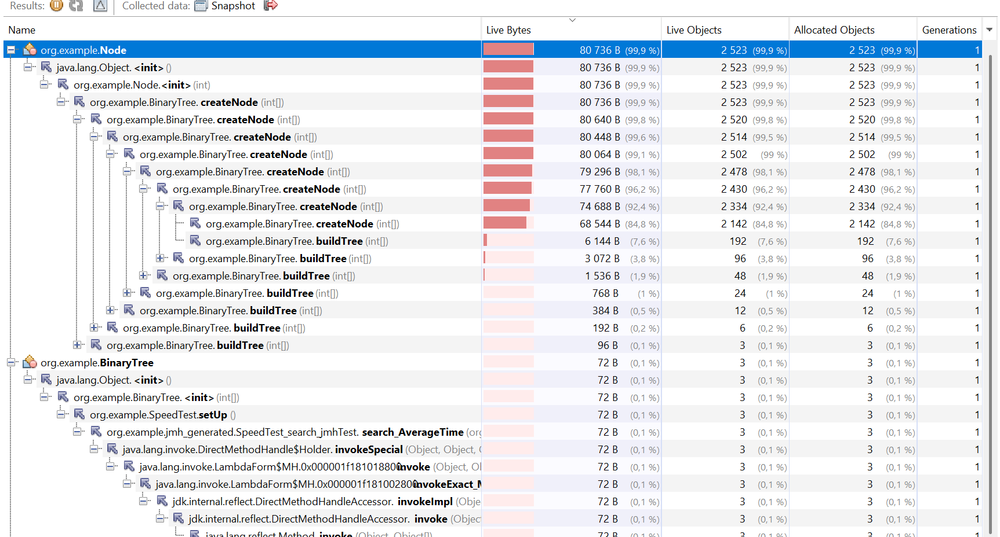 Results: Collected data: Snapshot
Name Live Bytes Live Objects Allocated Objects Generations
org.example.Node 80 736 B (99,9 %) 2 523 (99,9 %) 2 523 (99,9 %) 1
java.lang.Object. <init> () 80 736 B (99,9 %) 2 523 (99,9 %) 2 523 (99,9 %) 1
org.example.Node.<init> (int) 80 736 B (99,9 %) 2 523 (99,9 %) 2 523 (99,9 %) 1
org.example.BinaryTree. createNode (int[]) 80 736 B (99,9 %) 2 523 (99,9 %) 2 523 (99,9 %) 1
org.example.BinaryTree. createNode (int[]) 80 640 B (99,8 %) 2 520 (99,8 %) 2 520 (99,8 %) 1
org.example.BinaryTree. createNode (int[]) 80 448 B (99,6 %) 2 514 (99,5 %) 2 514 (99,5 %) 1
org.example.BinaryTree. createNode (int[]) 80 064 B (99,1 %) 2 502 (99 %) 2 502 (99 %) 1
org.example.BinaryTree. createNode (int[]) 79 296 B (98,1 %) 2 478 (98,1 %) 2 478 (98,1 %) 1
org.example.BinaryTree. createNode (int[]) 77 760 B (96,2 %) 2 430 (96,2 %) 2 430 (96,2 %) 1
org.example.BinaryTree. createNode (int[]) 74 688 B (92,4 %) 2 334 (92,4 %) 2 334 (92,4 %) 1
org.example.BinaryTree. createNode (int[]) 68 544 B (84,8 %) 2 142 (84,8 %) 2 142 (84,8 %) 1
org.example.BinaryTree. buildTree (int[]) 6 144 B (7,6 %) 192 (7,6 %) 192 (7,6 %) 1
org.example.BinaryTree. buildTree (int[]) 3 072 B (3,8 %) 96 (3,8 %) 96 (3,8 %) 1
org.example.BinaryTree. buildTree (int[]) 1 536 B (1,9 %) 48 (1,9 %) 48 (1,9 %) 1
org.example.BinaryTree. buildTree (int[]) 768 B (1 %) 24 (1 %) 24 (1 %) 1
org.example.BinaryTree. buildTree (int[]) 384 B (0,5 %) 12 (0,5 %) 12 (0,5 %) 1
org.example.BinaryTree. buildTree (int[]) 192 B (0,2 %) 6 (0,2 %) 6 (0,2 %) 1
org.example.BinaryTree. buildTree (int[]) 96 B (0,1 %) 3 (0,1 %) 3 (0,1 %) 1
org.example.BinaryTree 72 B (0,1 %) 3 (0,1 %) 3 (0,1 %) 1
java.lang.Object. <init> () 72 B (0,1 %) 3 (0,1 %) 3 (0,1 %) 1
org.example.BinaryTree. <init> (int[]) 72 B (0,1 %) 3 (0,1 %) 3 (0,1 %) 1
org.example.SpeedTest.setUp () 72 B (0,1 %) 3 (0,1 %) 3 (0,1 %) 1
org.example.jmh_generated.SpeedTest_search_jmhTest. search_AverageTime (org 72 B (0,1 %) 3 (0,1 %) 3 (0,1 %) 1
java.lang.invoke.DirectMethodHandle$Holder. invokeSpecial (Object, Object, 72 B (0,1 %) 3 (0,1 %) 3 (0,1 %) 1
java.lang.invoke.LambdaForm$MH.0x000001f181018800.invoke (Object, Ob 72 B (0,1 %) 3 (0,1 %) 3 (0,1 %) 1
java.lang.invoke.LambdaForm$MH.0x000001f181002800.invokeExact_M 72 B (0,1 %) 3 (0,1 %) 3 (0,1 %) 1
jdk.internal.reflect.DirectMethodHandleAccessor. invokeImpl (Obje 72 B (0,1 %) 3 (0,1 %) 3 (0,1 %) 1
jdk.internal.reflect.DirectMethodHandleAccessor. invoke (Object 72 B (0,1 %) 3 (0,1 %) 3 (0,1 %) 1
java.lang.reflect.Method. invoke (Object, Object[]) 72 B (0,1 %) 3 (0,1 %) 3 (0,1 %) 1